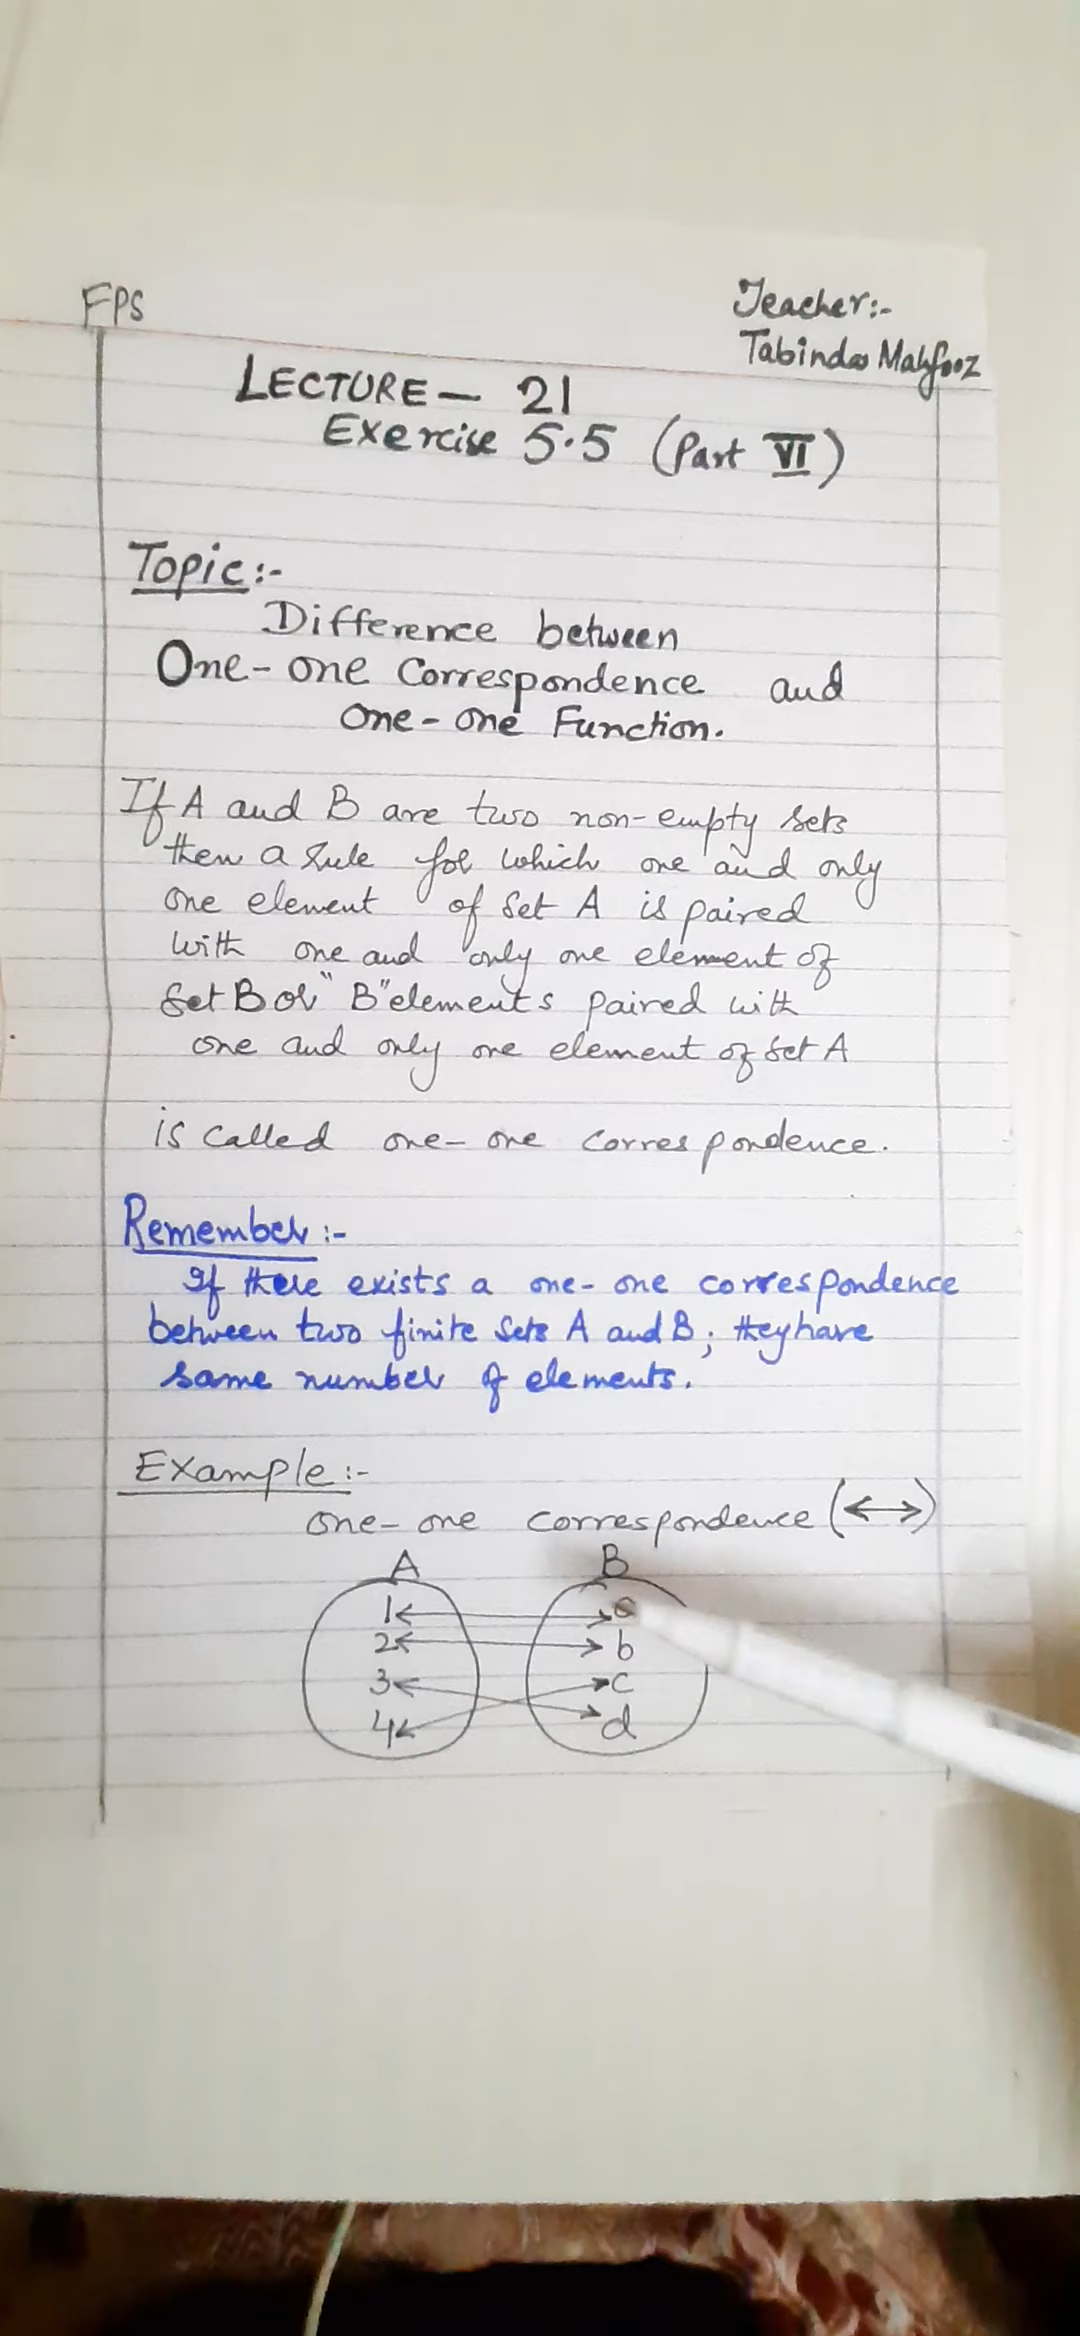 FPS
Teacher:-
Tabinda Mahfooz
LECTURE — 21
Exercise 5.5 (Part VI)
Topic:-
Difference between
One-one Correspondence and
one-one Function.
If A and B are two non-empty sets
then a rule for which one and only
one element of set A is paired
with one and only one element of
set B or "B" elements paired with
one and only one element of set A
is called one-one correspondence.
Remember:-
If there exists a one-one correspondence
between two finite sets A and B; they have
same number of elements.
Example:-
one-one correspondence (↔)
A B
1 a
2 b
3 c
4 d